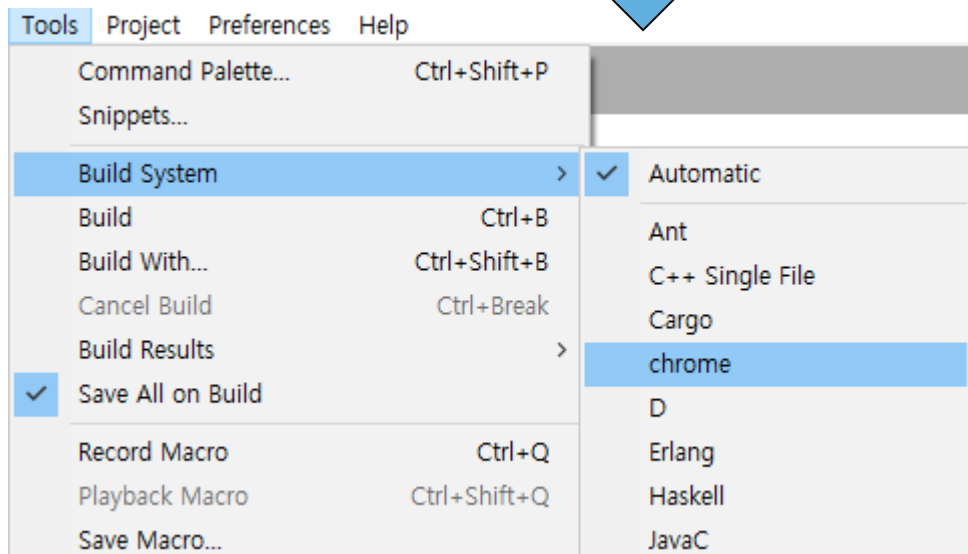 Tools Project Preferences Help
Command Palette... Ctrl+Shift+P
Snippets...
Build System >
Build Ctrl+B
Build With... Ctrl+Shift+B
Cancel Build Ctrl+Break
Build Results >
Save All on Build
Record Macro Ctrl+Q
Playback Macro Ctrl+Shift+Q
Save Macro...
Automatic
Ant
C++ Single File
Cargo
chrome
D
Erlang
Haskell
JavaC